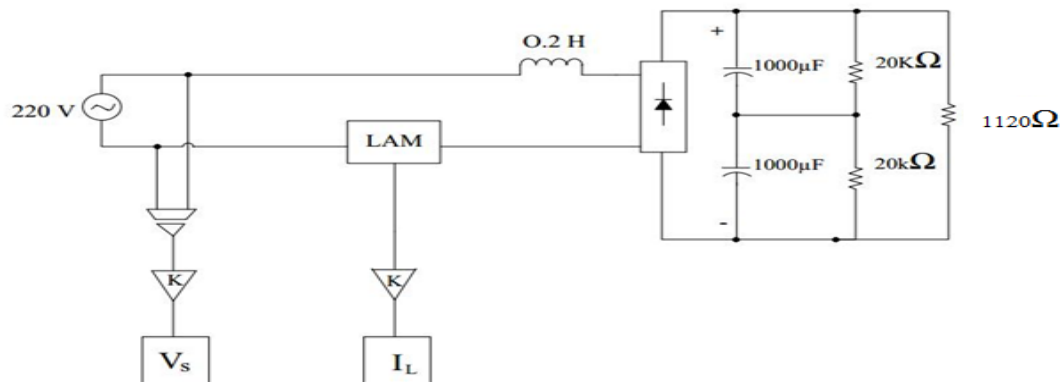 O.2 H
220 V
LAM
K
K
Vs
IL
+
-
1000µF
1000µF
20KΩ
20kΩ
1120Ω